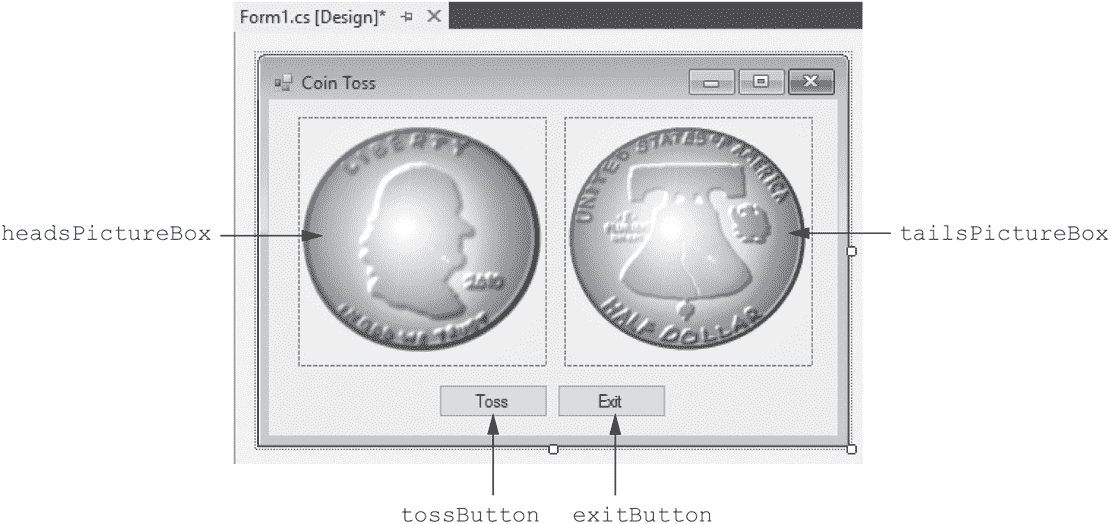 Form1.cs [Design]*
Coin Toss
LIBERTY
2010
UNITED STATES OF AMERICA
HALF DOLLAR
headsPictureBox
tailsPictureBox
Toss
Exit
tossButton
exitButton